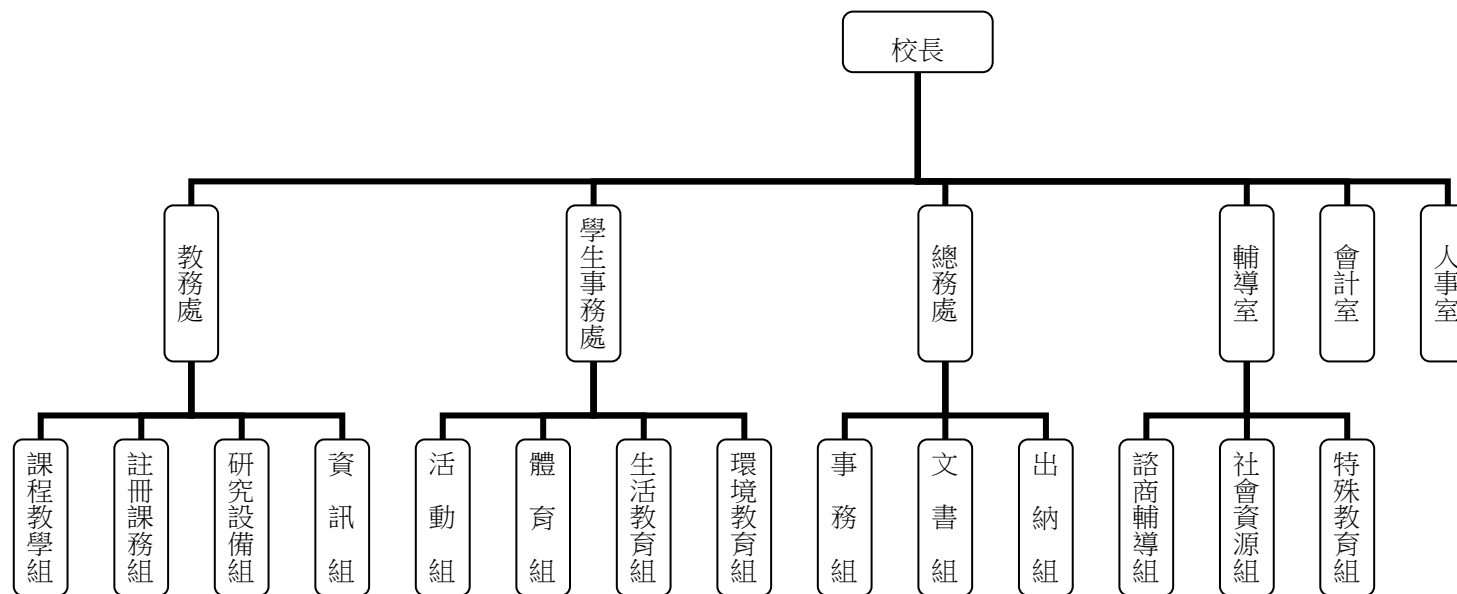 校長
教務處
學生事務處
總務處
輔導室
會計室
人事室
課程教學組
註冊課務組
研究設備組
資訊組
活動組
體育組
生活教育組
環境教育組
事務組
文書組
出納組
諮商輔導組
社會資源組
特殊教育組